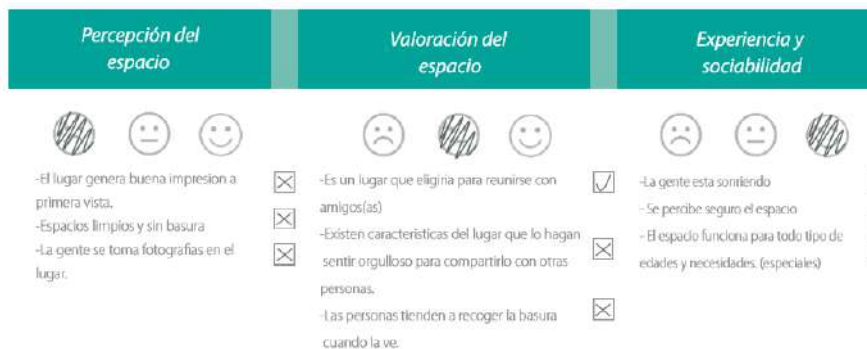 Percepción del
espacio
Valoración del
espacio
Experiencia y
sociabilidad
-El lugar genera buena impresion a
primera vista.
-Espacios limpios y sin basura
-La gente se toma fotografias en el
lugar.
-Es un lugar que eligiria para reunirse con
amigos(as)
-Existen características del lugar que lo hagan
sentir orgulloso para compartirlo con otras
personas.
-Las personas tienden a recoger la basura
cuando la ve.
-La gente esta sonriendo
- Se percibe seguro el espacio
- El espacio funciona para todo tipo de
edades y necesidades. (especiales)